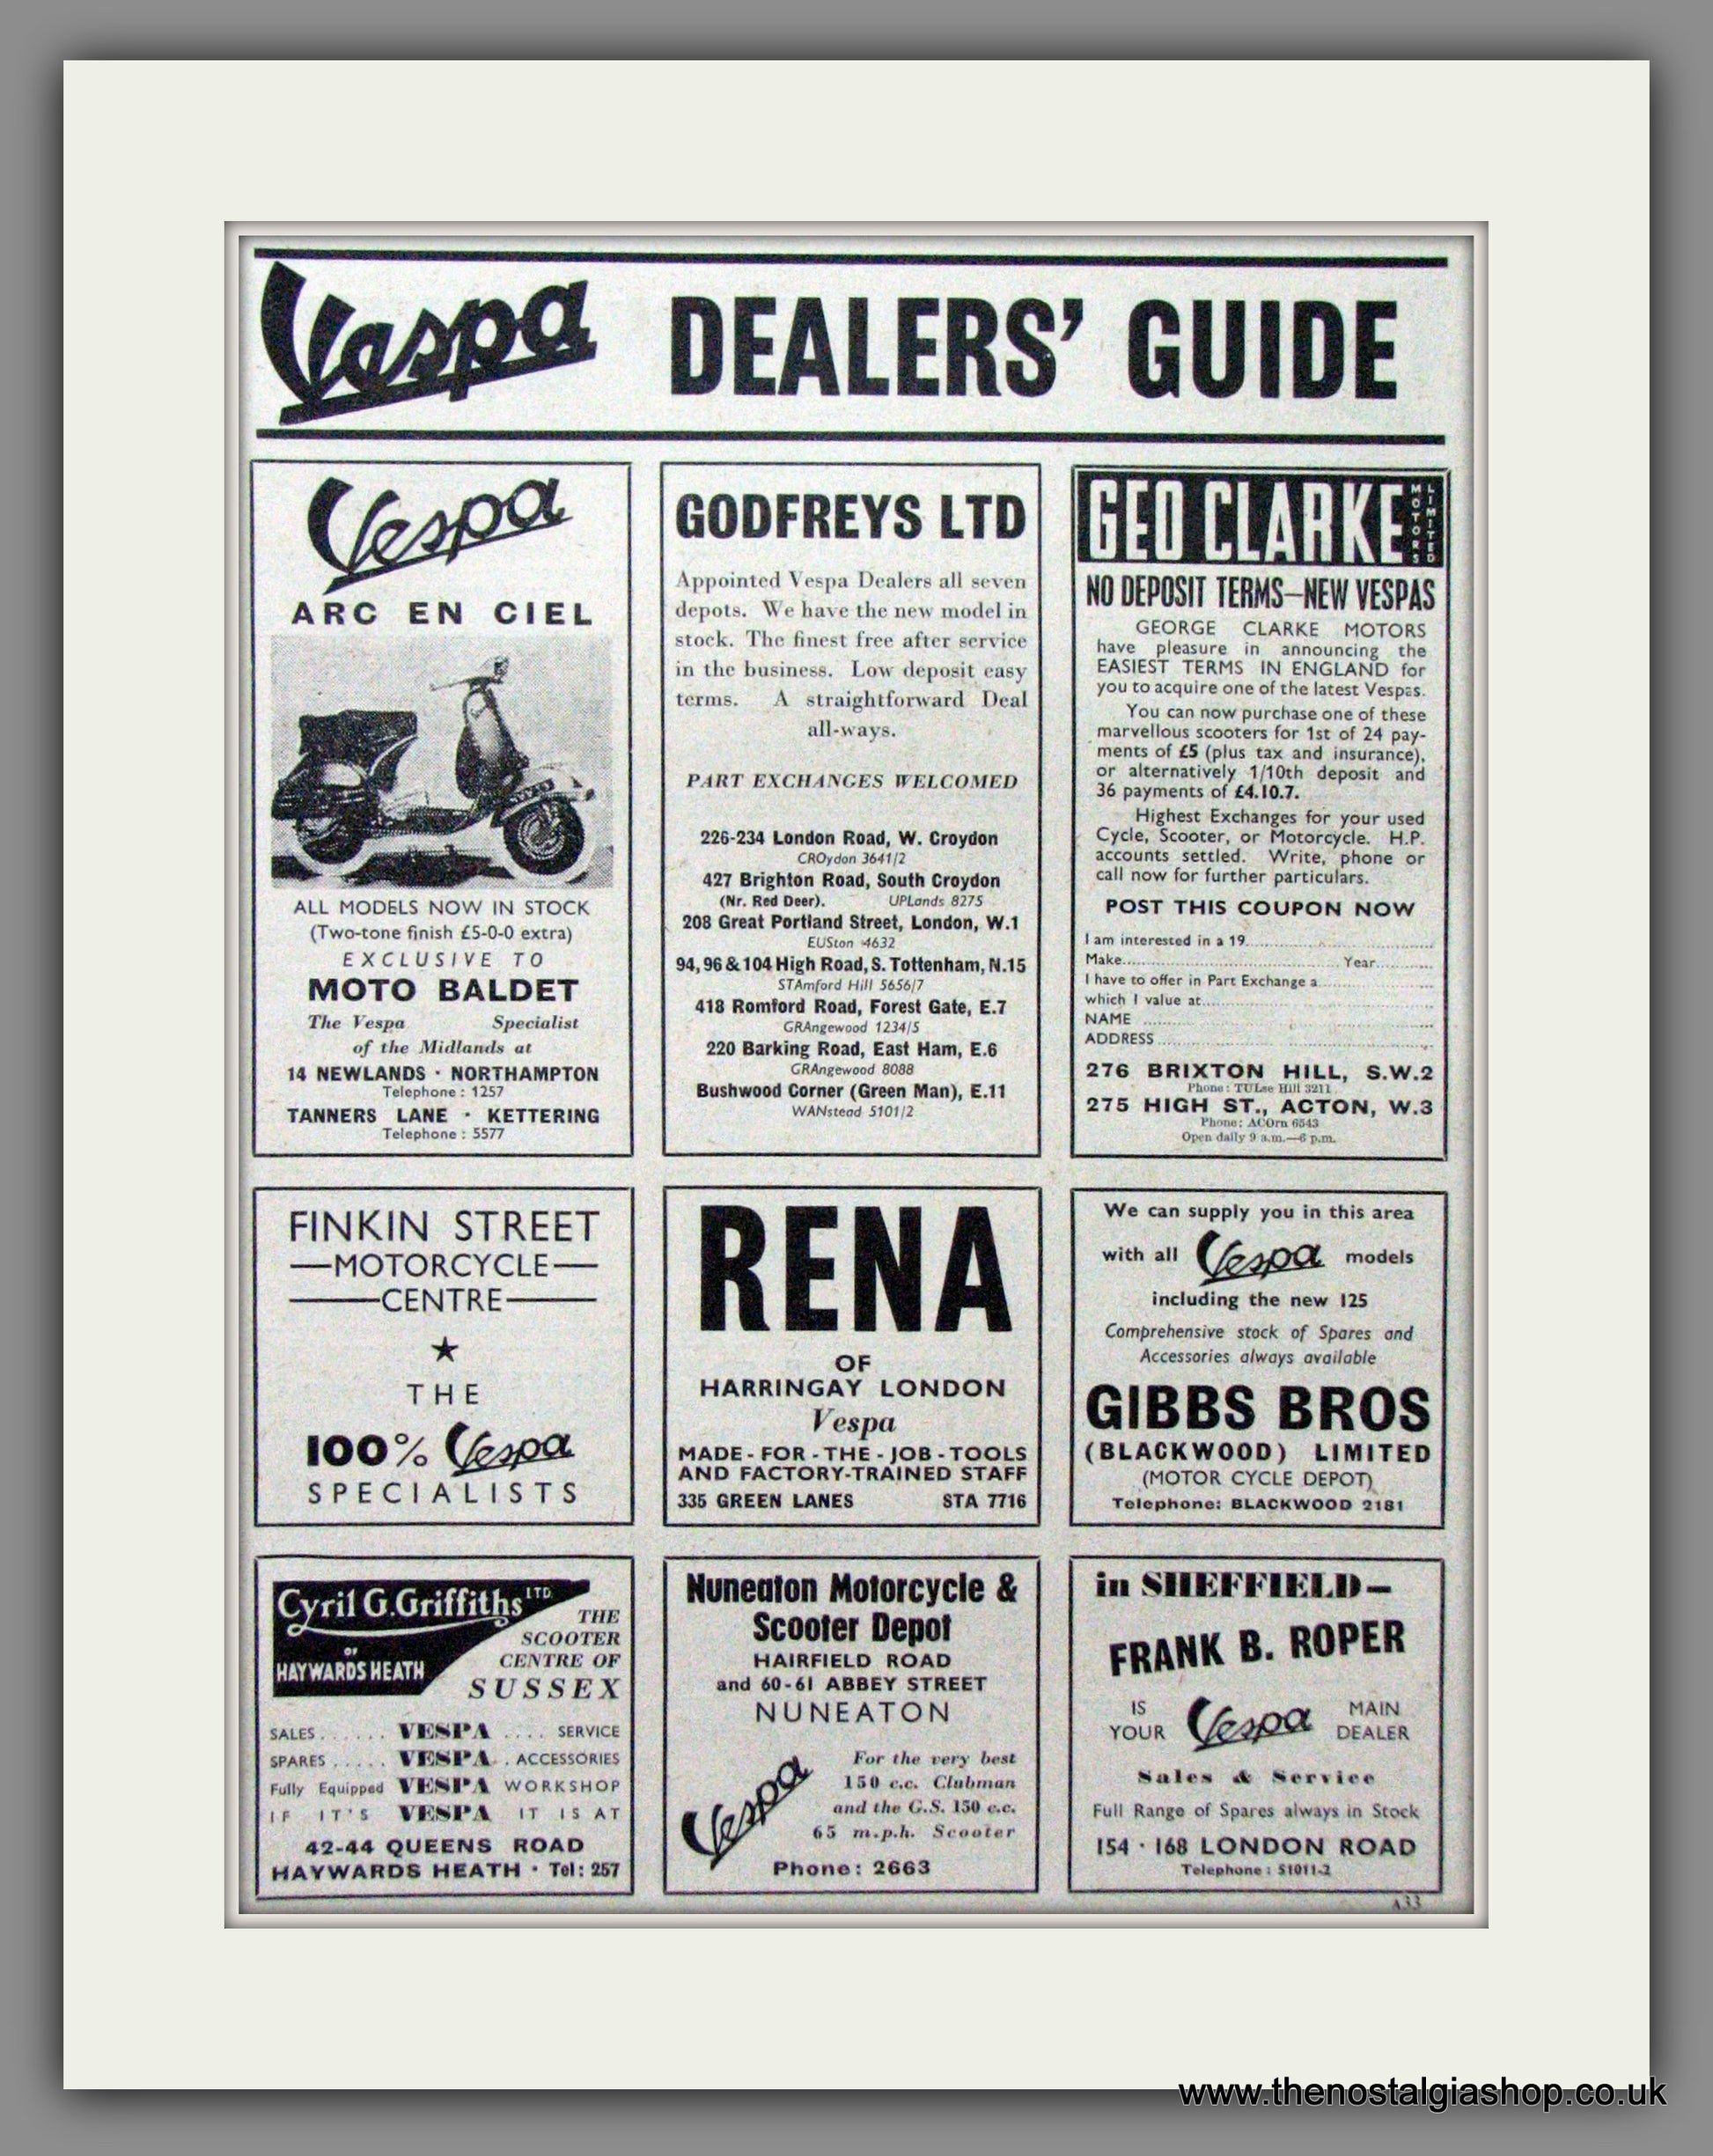 Vespa DEALERS' GUIDE
Vespa
ARC EN CIEL
ALL MODELS NOW IN STOCK
(Two-tone finish £5-0-0 extra)
EXCLUSIVE TO
MOTO BALDET
The Vespa Specialist
of the Midlands at
14 NEWLANDS · NORTHAMPTON
Telephone : 1257
TANNERS LANE · KETTERING
Telephone : 5577
GODFREYS LTD
Appointed Vespa Dealers all seven
depots. We have the new model in
stock. The finest free after service
in the business. Low deposit easy
terms. A straightforward Deal
all-ways.
PART EXCHANGES WELCOMED
226-234 London Road, W. Croydon
CROydon 3641/2
427 Brighton Road, South Croydon
(Nr. Red Deer). UPLands 8275
208 Great Portland Street, London, W.1
EUSton 4632
94, 96 & 104 High Road, S. Tottenham, N.15
STAmford Hill 5656/7
418 Romford Road, Forest Gate, E.7
GRAngewood 1234/5
220 Barking Road, East Ham, E.6
GRAngewood 8088
Bushwood Corner (Green Man), E.11
WANstead 5101/2
GEO CLARKE MOTORS LIMITED
NO DEPOSIT TERMS—NEW VESPAS
GEORGE CLARKE MOTORS
have pleasure in announcing the
EASIEST TERMS IN ENGLAND for
you to acquire one of the latest Vespas.
You can now purchase one of these
marvellous scooters for 1st of 24 pay-
ments of £5 (plus tax and insurance),
or alternatively 1/10th deposit and
36 payments of £4.10.7.
Highest Exchanges for your used
Cycle, Scooter, or Motorcycle. H.P.
accounts settled. Write, phone or
call now for further particulars.
POST THIS COUPON NOW
I am interested in a 19..........
Make.......... Year..........
I have to offer in Part Exchange a..........
which I value at..........
NAME ..........
ADDRESS..........
276 BRIXTON HILL, S.W.2
Phone: TULse Hill 3211
275 HIGH ST., ACTON, W.3
Phone: ACOrn 6543
Open daily 9 a.m.—6 p.m.
FINKIN STREET
—MOTORCYCLE—
—CENTRE—
★
THE
100% Vespa
SPECIALISTS
RENA
OF
HARRINGAY LONDON
Vespa
MADE-FOR-THE-JOB-TOOLS
AND FACTORY-TRAINED STAFF
335 GREEN LANES STA 7716
We can supply you in this area
with all Vespa models
including the new 125
Comprehensive stock of Spares and
Accessories always available
GIBBS BROS
(BLACKWOOD) LIMITED
(MOTOR CYCLE DEPOT)
Telephone: BLACKWOOD 2181
Cyril G. Griffiths LTD
OF
HAYWARDS HEATH
THE
SCOOTER
CENTRE OF
SUSSEX
SALES...... VESPA .... SERVICE
SPARES..... VESPA .. ACCESSORIES
Fully Equipped VESPA WORKSHOP
IF IT'S VESPA IT IS AT
42-44 QUEENS ROAD
HAYWARDS HEATH · Tel: 257
Nuneaton Motorcycle &
Scooter Depot
HAIRFIELD ROAD
and 60-61 ABBEY STREET
NUNEATON
Vespa
For the very best
150 c.c. Clubman
and the G.S. 150 c.c.
65 m.p.h. Scooter
Phone: 2663
in SHEFFIELD—
FRANK B. ROPER
IS YOUR Vespa MAIN DEALER
Sales & Service
Full Range of Spares always in Stock
154 · 168 LONDON ROAD
Telephone : 51011-2
A33
www.thenostalgiashop.co.uk